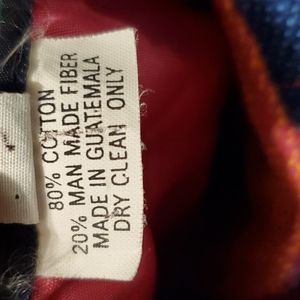 80% COTTON
20% MAN MADE FIBER
MADE IN GUATEMALA
DRY CLEAN ONLY